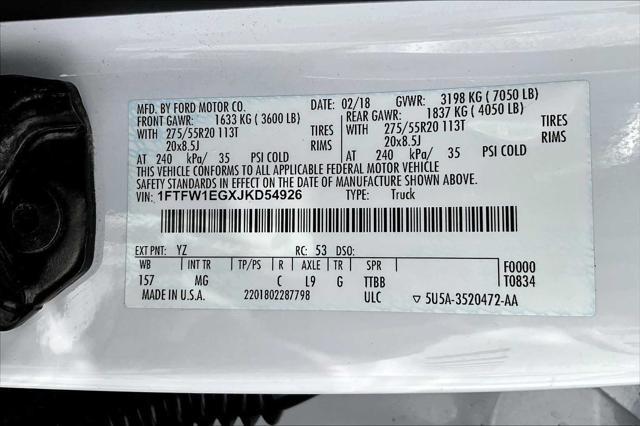 MFD. BY FORD MOTOR CO. DATE: 02/18 GVWR: 3198 KG ( 7050 LB)
FRONT GAWR: 1633 KG ( 3600 LB) REAR GAWR: 1837 KG ( 4050 LB)
WITH 275/55R20 113T TIRES WITH 275/55R20 113T TIRES
20x8.5J RIMS 20x8.5J RIMS
AT 240 kPa/ 35 PSI COLD AT 240 kPa/ 35 PSI COLD
THIS VEHICLE CONFORMS TO ALL APPLICABLE FEDERAL MOTOR VEHICLE
SAFETY STANDARDS IN EFFECT ON THE DATE OF MANUFACTURE SHOWN ABOVE.
VIN: 1FTFW1EGXJKD54926 TYPE: Truck
EXT PNT: YZ RC: 53 DSO:
WB INT TR TP/PS R AXLE TR SPR F0000
157 MG C L9 G TTBB T0834
MADE IN U.S.A. 2201802287798 ULC ▽ 5U5A-3520472-AA